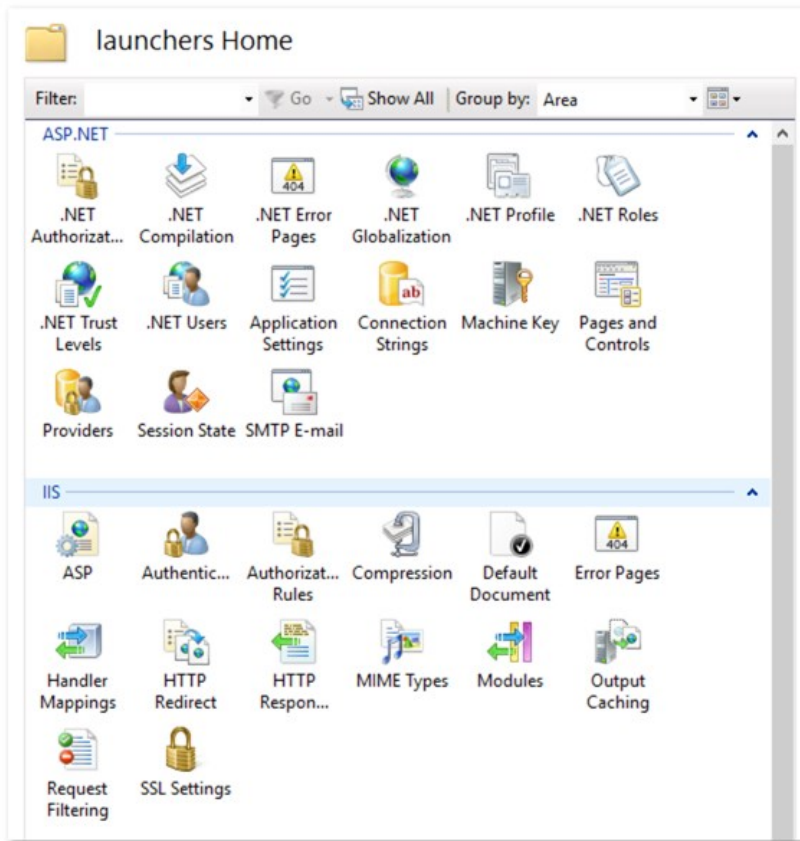 launchers Home
Filter: Go Show All Group by: Area
ASP.NET
.NET Authorizat... .NET Compilation .NET Error Pages .NET Globalization .NET Profile .NET Roles
.NET Trust Levels .NET Users Application Settings Connection Strings Machine Key Pages and Controls
Providers Session State SMTP E-mail
IIS
ASP Authentic... Authorizat... Rules Compression Default Document Error Pages
Handler Mappings HTTP Redirect HTTP Respon... MIME Types Modules Output Caching
Request Filtering SSL Settings